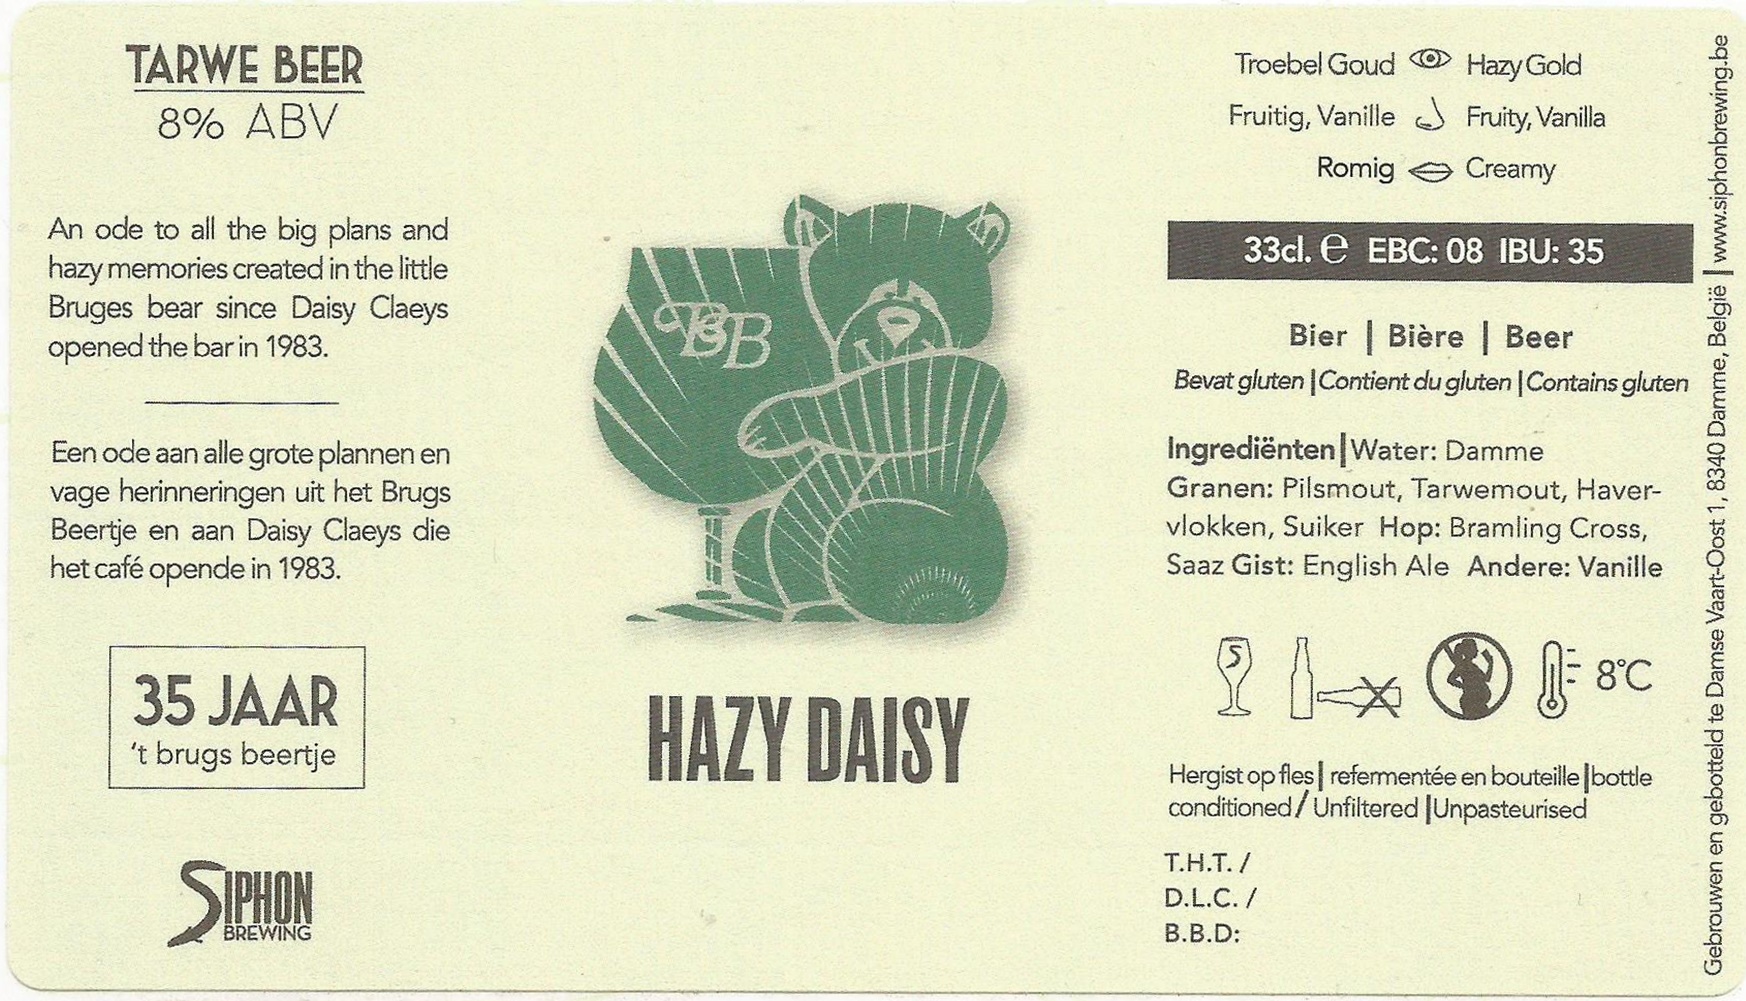 TARWE BEER
8% ABV
An ode to all the big plans and
hazy memories created in the little
Bruges bear since Daisy Claeys
opened the bar in 1983.
Een ode aan alle grote plannen en
vage herinneringen uit het Brugs
Beertje en aan Daisy Claeys die
het café opende in 1983.
35 JAAR
't brugs beertje
SIPHON
BREWING
BB
HAZY DAISY
Troebel Goud Hazy Gold
Fruitig, Vanille Fruity, Vanilla
Romig Creamy
33cl. e EBC: 08 IBU: 35
Bier | Bière | Beer
Bevat gluten | Contient du gluten | Contains gluten
Ingrediënten | Water: Damme
Granen: Pilsmout, Tarwemout, Haver-
vlokken, Suiker Hop: Bramling Cross,
Saaz Gist: English Ale Andere: Vanille
5
8°C
Hergist op fles | refermentée en bouteille | bottle
conditioned / Unfiltered | Unpasteurised
T.H.T. /
D.L.C. /
B.B.D:
Gebrouwen en gebotteld te Damse Vaart-Oost 1, 8340 Damme, België | www.siphonbrewing.be